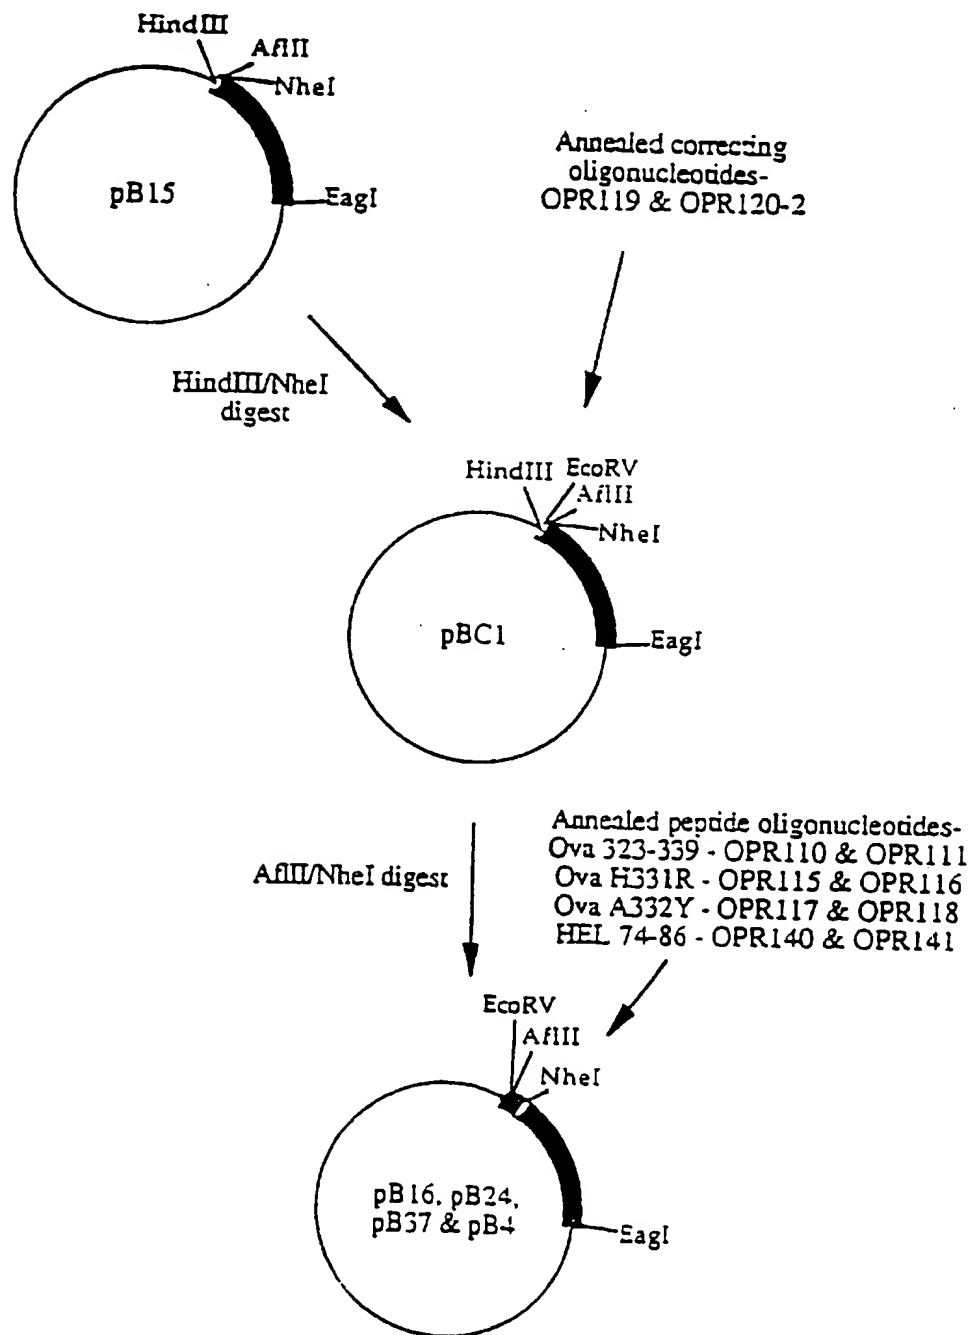 HindIII
AflII
NheI
pB15
EagI
Annealed correcting
oligonucleotides-
OPR119 & OPR120-2
HindIII/NheI
digest
HindIII
EcoRV
AflII
NheI
pBC1
EagI
AflII/NheI digest
Annealed peptide oligonucleotides-
Ova 323-339 - OPR110 & OPR111
Ova H331R - OPR115 & OPR116
Ova A332Y - OPR117 & OPR118
HEL 74-86 - OPR140 & OPR141
EcoRV
AflII
NheI
pB16, pB24,
pB37 & pB4
EagI